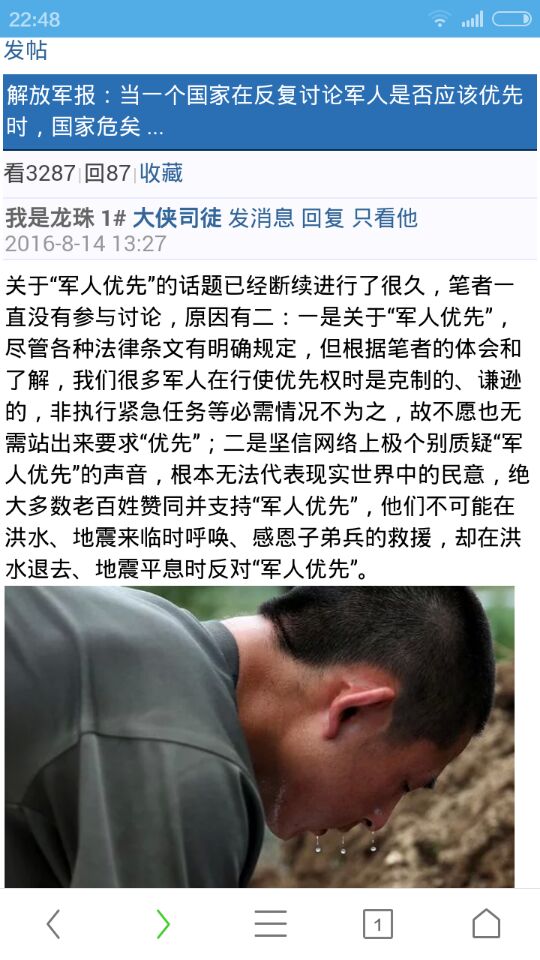 22:48
发帖
解放军报：当一个国家在反复讨论军人是否应该优先
时，国家危矣 ...
看3287|回87|收藏
我是龙珠 1# 大侠司徒 发消息 回复 只看他
2016-8-14 13:27
关于“军人优先”的话题已经断续进行了很久，笔者一
直没有参与讨论，原因有二：一是关于“军人优先”，
尽管各种法律条文有明确规定，但根据笔者的体会和
了解，我们很多军人在行使优先权时是克制的、谦逊
的，非执行紧急任务等必需情况不为之，故不愿也无
需站出来要求“优先”；二是坚信网络上极个别质疑“军
人优先”的声音，根本无法代表现实世界中的民意，绝
大多数老百姓赞同并支持“军人优先”，他们不可能在
洪水、地震来临时呼唤、感恩子弟兵的救援，却在洪
水退去、地震平息时反对“军人优先”。
1